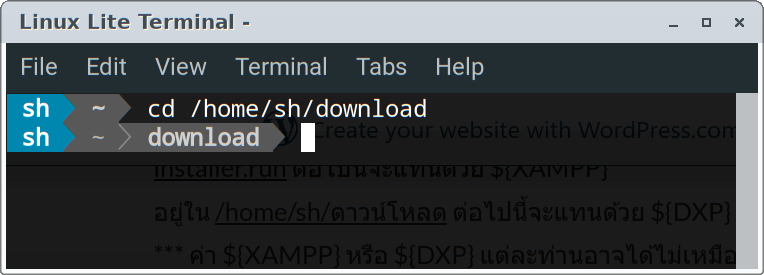 Linux Lite Terminal -
File Edit View Terminal Tabs Help
sh ~ cd /home/sh/download
sh ~ download
Create your website with WordPress.com
installer.run ต่อไปนี้จะแทนด้วย ${XAMPP}
อยู่ใน /home/sh/ดาวน์โหลด ต่อไปนี้จะแทนด้วย ${DXP}
*** ค่า ${XAMPP} หรือ ${DXP} แต่ละท่านอาจได้ไม่เหมือ